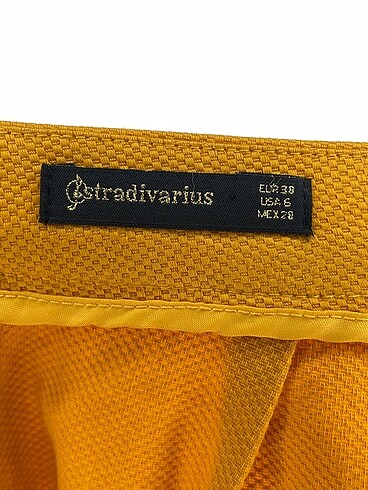 stradivarius
EUR 38
USA 6
MEX 28